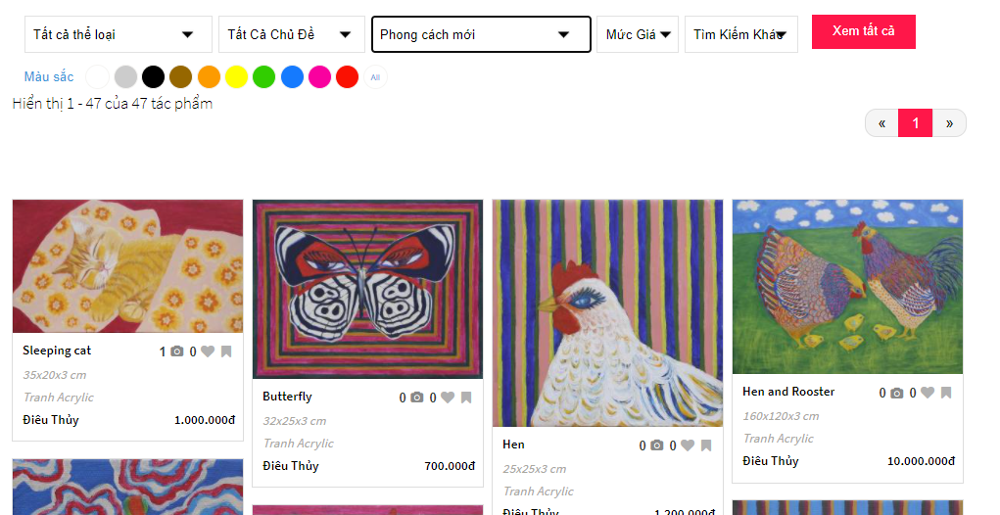 Tất cả thể loại
Tất Cả Chủ Đề
Phong cách mới
Mức Giá
Tìm Kiếm Khác
Xem tất cả
Màu sắc
All
Hiển thị 1 - 47 của 47 tác phẩm
« 1 »
Sleeping cat 1 0
35x20x3 cm
Tranh Acrylic
Điêu Thủy 1.000.000đ
Butterfly 0 0
32x25x3 cm
Tranh Acrylic
Điêu Thủy 700.000đ
Hen 0 0
25x25x3 cm
Tranh Acrylic
Điêu Thủy 1.200.000đ
Hen and Rooster 0 0
160x120x3 cm
Tranh Acrylic
Điêu Thủy 10.000.000đ